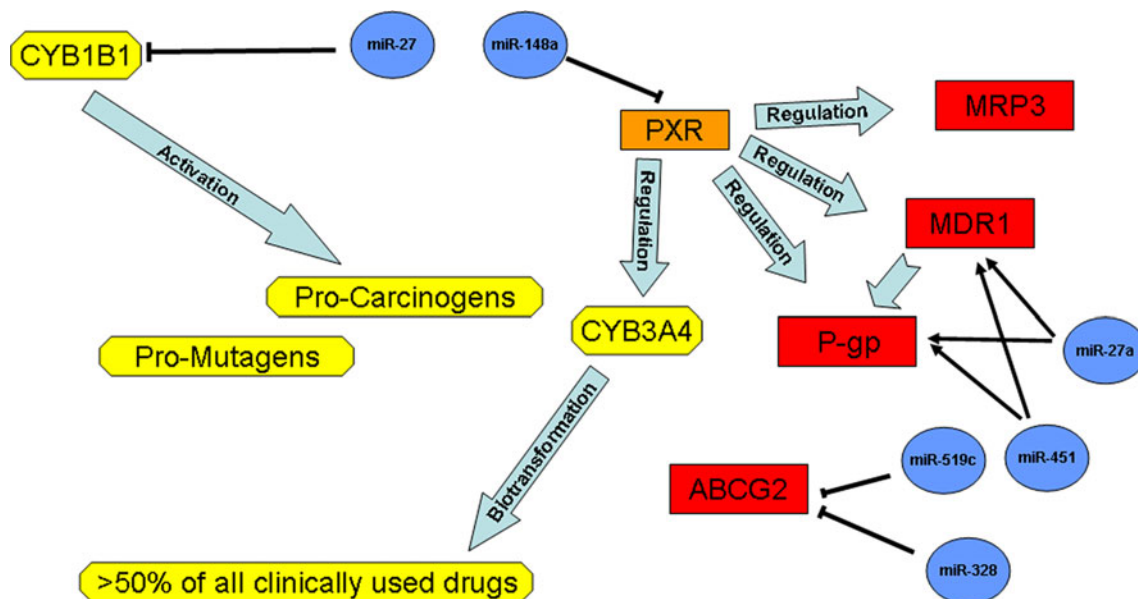 CYB1B1
miR-27
miR-148a
PXR
Regulation
MRP3
Activation
Regulation
Regulation
Regulation
MDR1
Pro-Carcinogens
CYB3A4
P-gp
miR-27a
Pro-Mutagens
Biotransformation
ABCG2
miR-519c
miR-451
miR-328
>50% of all clinically used drugs